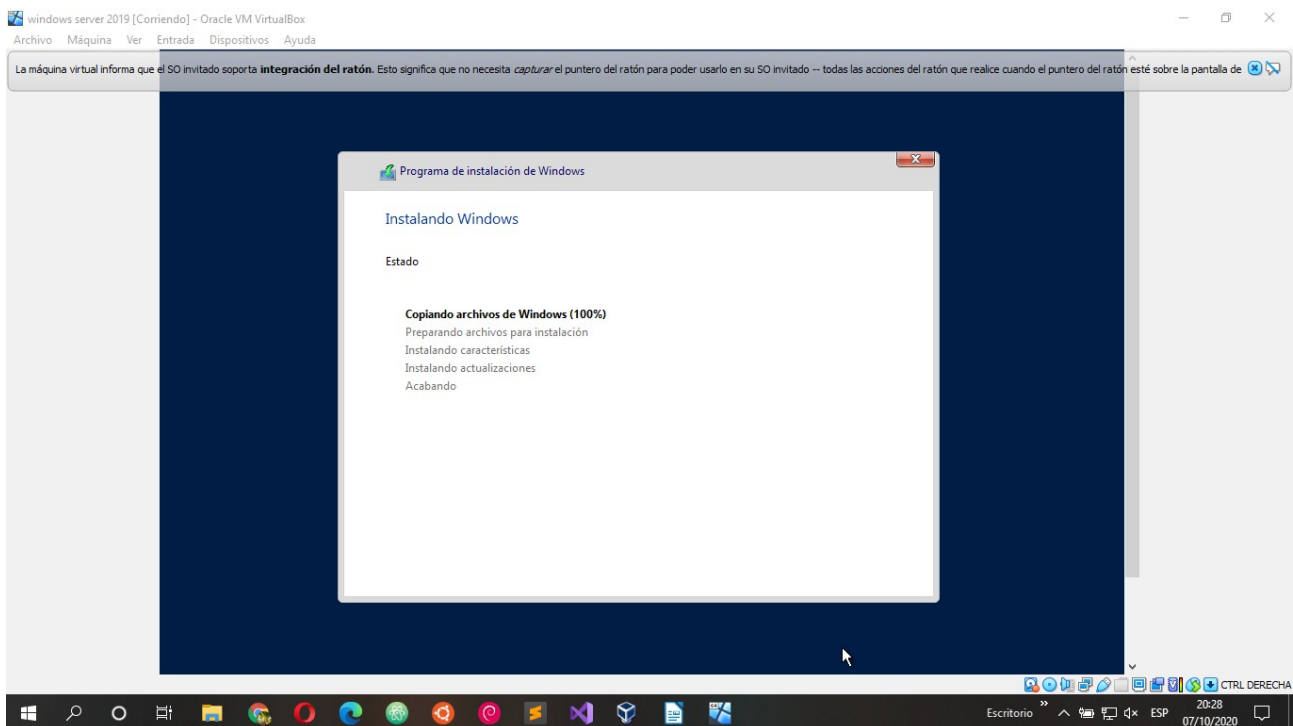 windows server 2019 [Corriendo] - Oracle VM VirtualBox
Archivo Máquina Ver Entrada Dispositivos Ayuda
La máquina virtual informa que el SO invitado soporta integración del ratón. Esto significa que no necesita capturar el puntero del ratón para poder usarlo en su SO invitado -- todas las acciones del ratón que realice cuando el puntero del ratón esté sobre la pantalla de
Programa de instalación de Windows
Instalando Windows
Estado
Copiando archivos de Windows (100%)
Preparando archivos para instalación
Instalando características
Instalando actualizaciones
Acabando
CTRL DERECHA
Escritorio
ESP
20:28
07/10/2020